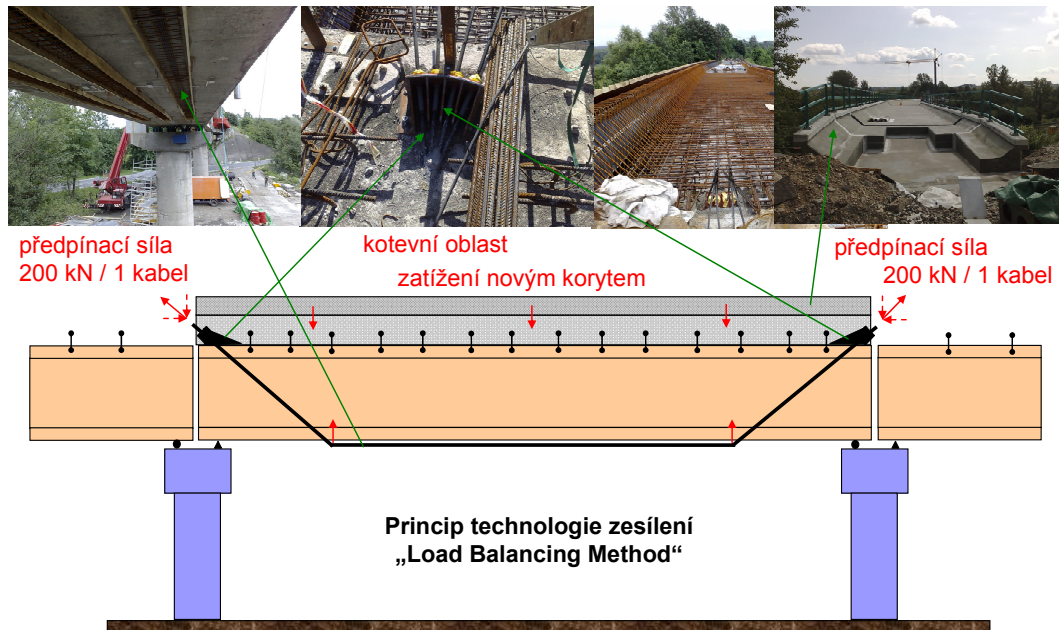 předpínací síla
200 kN / 1 kabel
kotevní oblast
zatížení novým korytem
předpínací síla
200 kN / 1 kabel
Princip technologie zesílení
„Load Balancing Method“